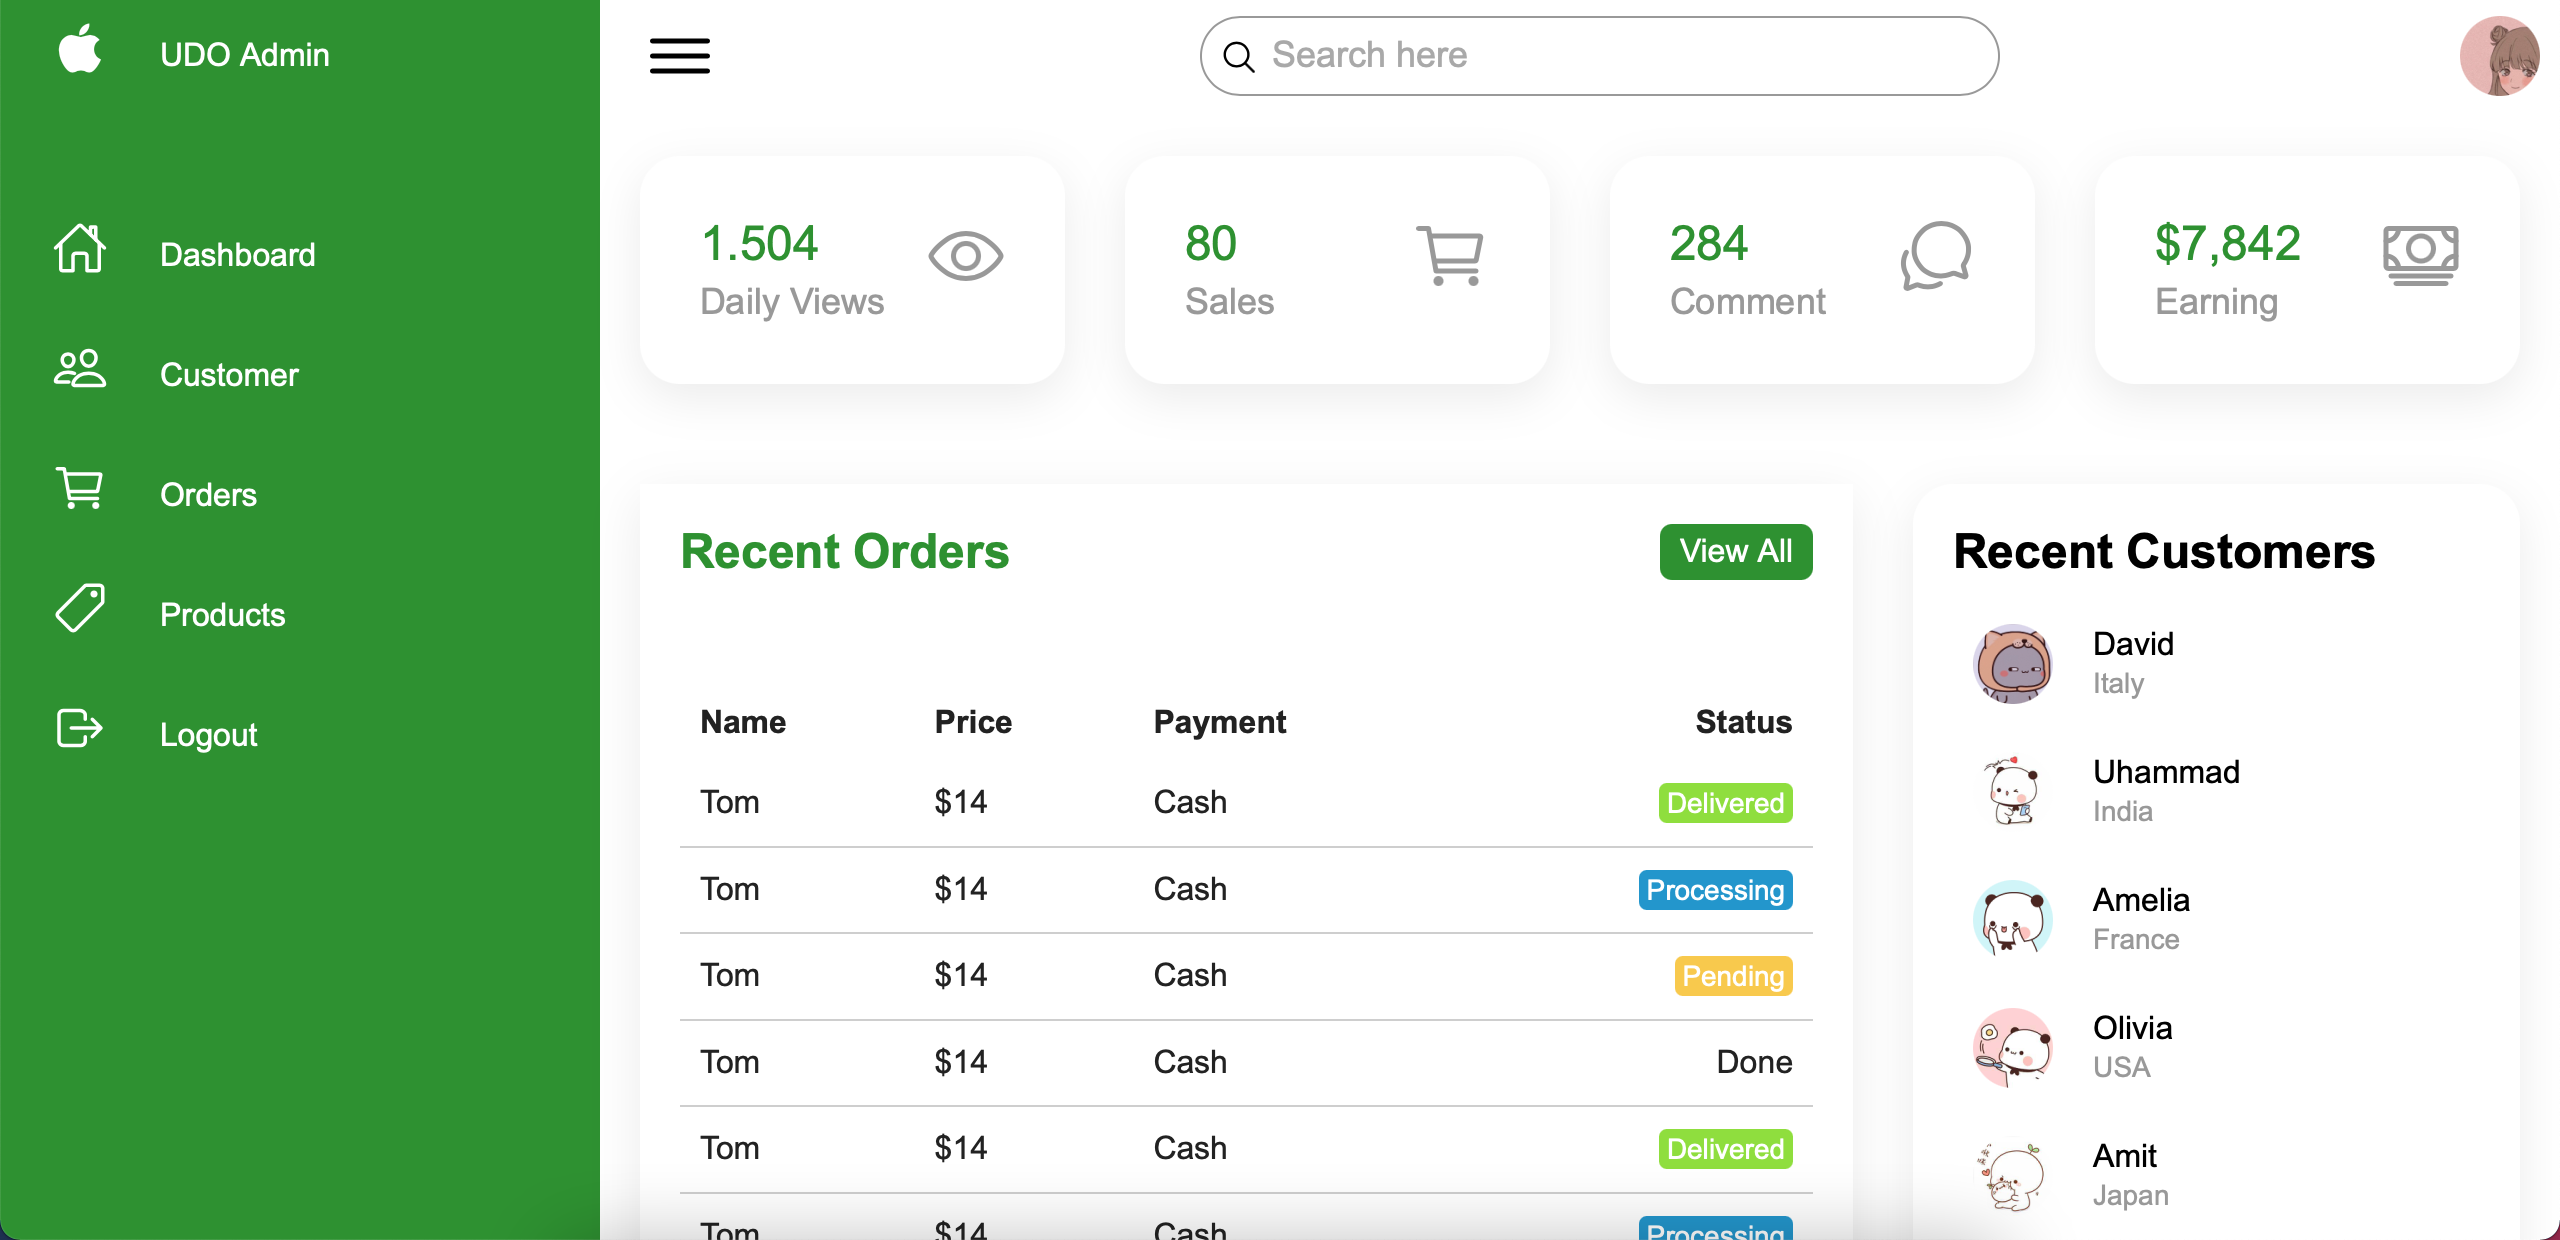 UDO Admin
Dashboard
Customer
Orders
Products
Logout
Search here
1.504
Daily Views
80
Sales
284
Comment
$7,842
Earning
Recent Orders
View All
Name Price Payment Status
Tom $14 Cash Delivered
Tom $14 Cash Processing
Tom $14 Cash Pending
Tom $14 Cash Done
Tom $14 Cash Delivered
Tom $14 Cash Processing
Recent Customers
David
Italy
Uhammad
India
Amelia
France
Olivia
USA
Amit
Japan